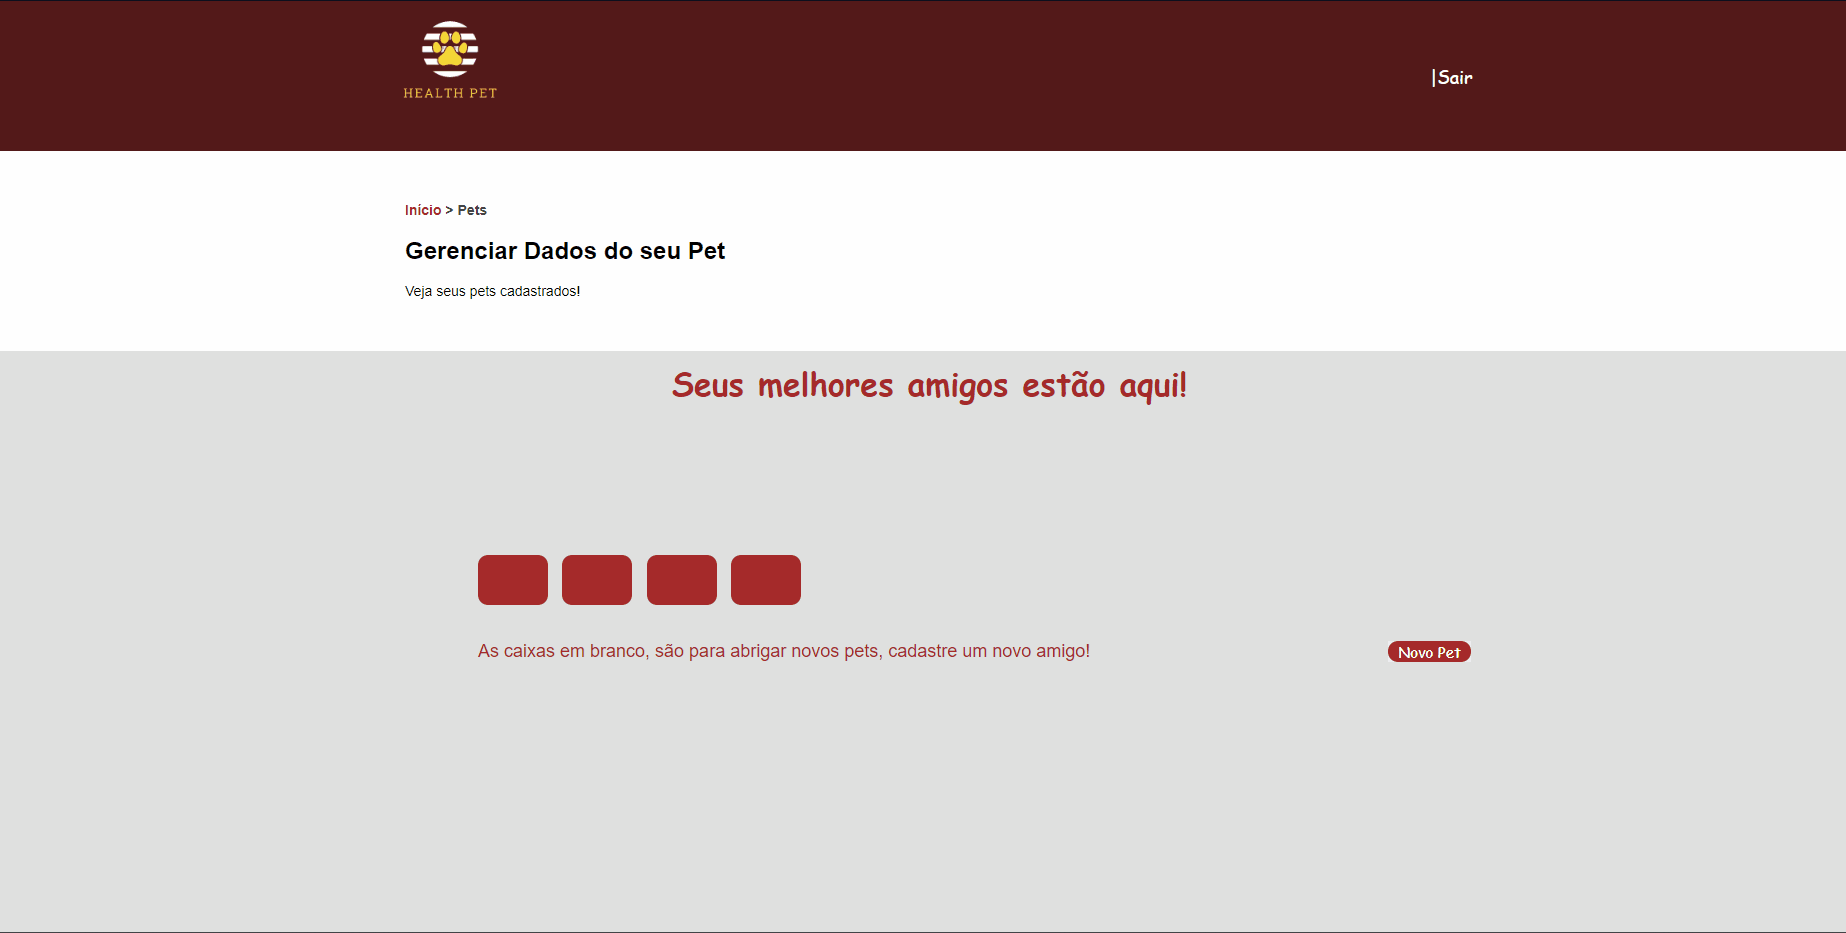 HEALTH PET
|Sair
Início > Pets
Gerenciar Dados do seu Pet
Veja seus pets cadastrados!
Seus melhores amigos estão aqui!
As caixas em branco, são para abrigar novos pets, cadastre um novo amigo!
Novo Pet